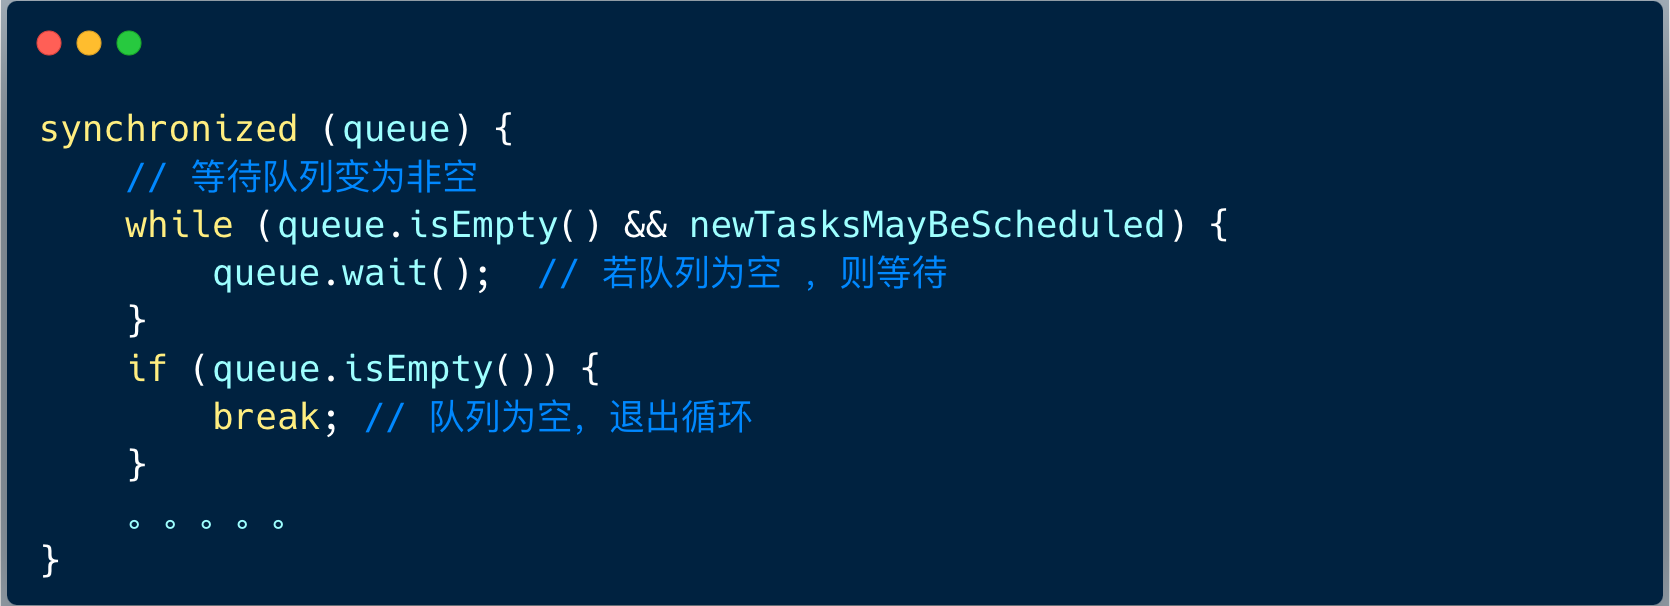 synchronized (queue) {
    // 等待队列变为非空
    while (queue.isEmpty() && newTasksMayBeScheduled) {
        queue.wait();  // 若队列为空 ，则等待
    }
    if (queue.isEmpty()) {
        break; // 队列为空，退出循环
    }
    。。。。。
}